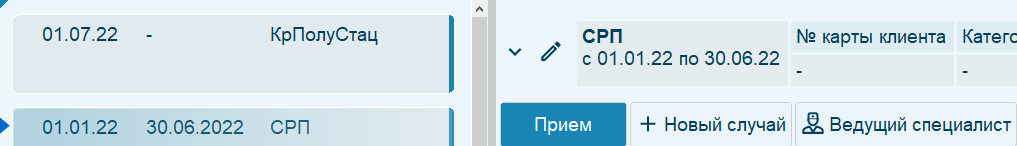 01.07.22 - КрПолуСтац
01.01.22 30.06.2022 СРП
СРП
с 01.01.22 по 30.06.22
№ карты клиента Катего
- -
Прием + Новый случай Ведущий специалист